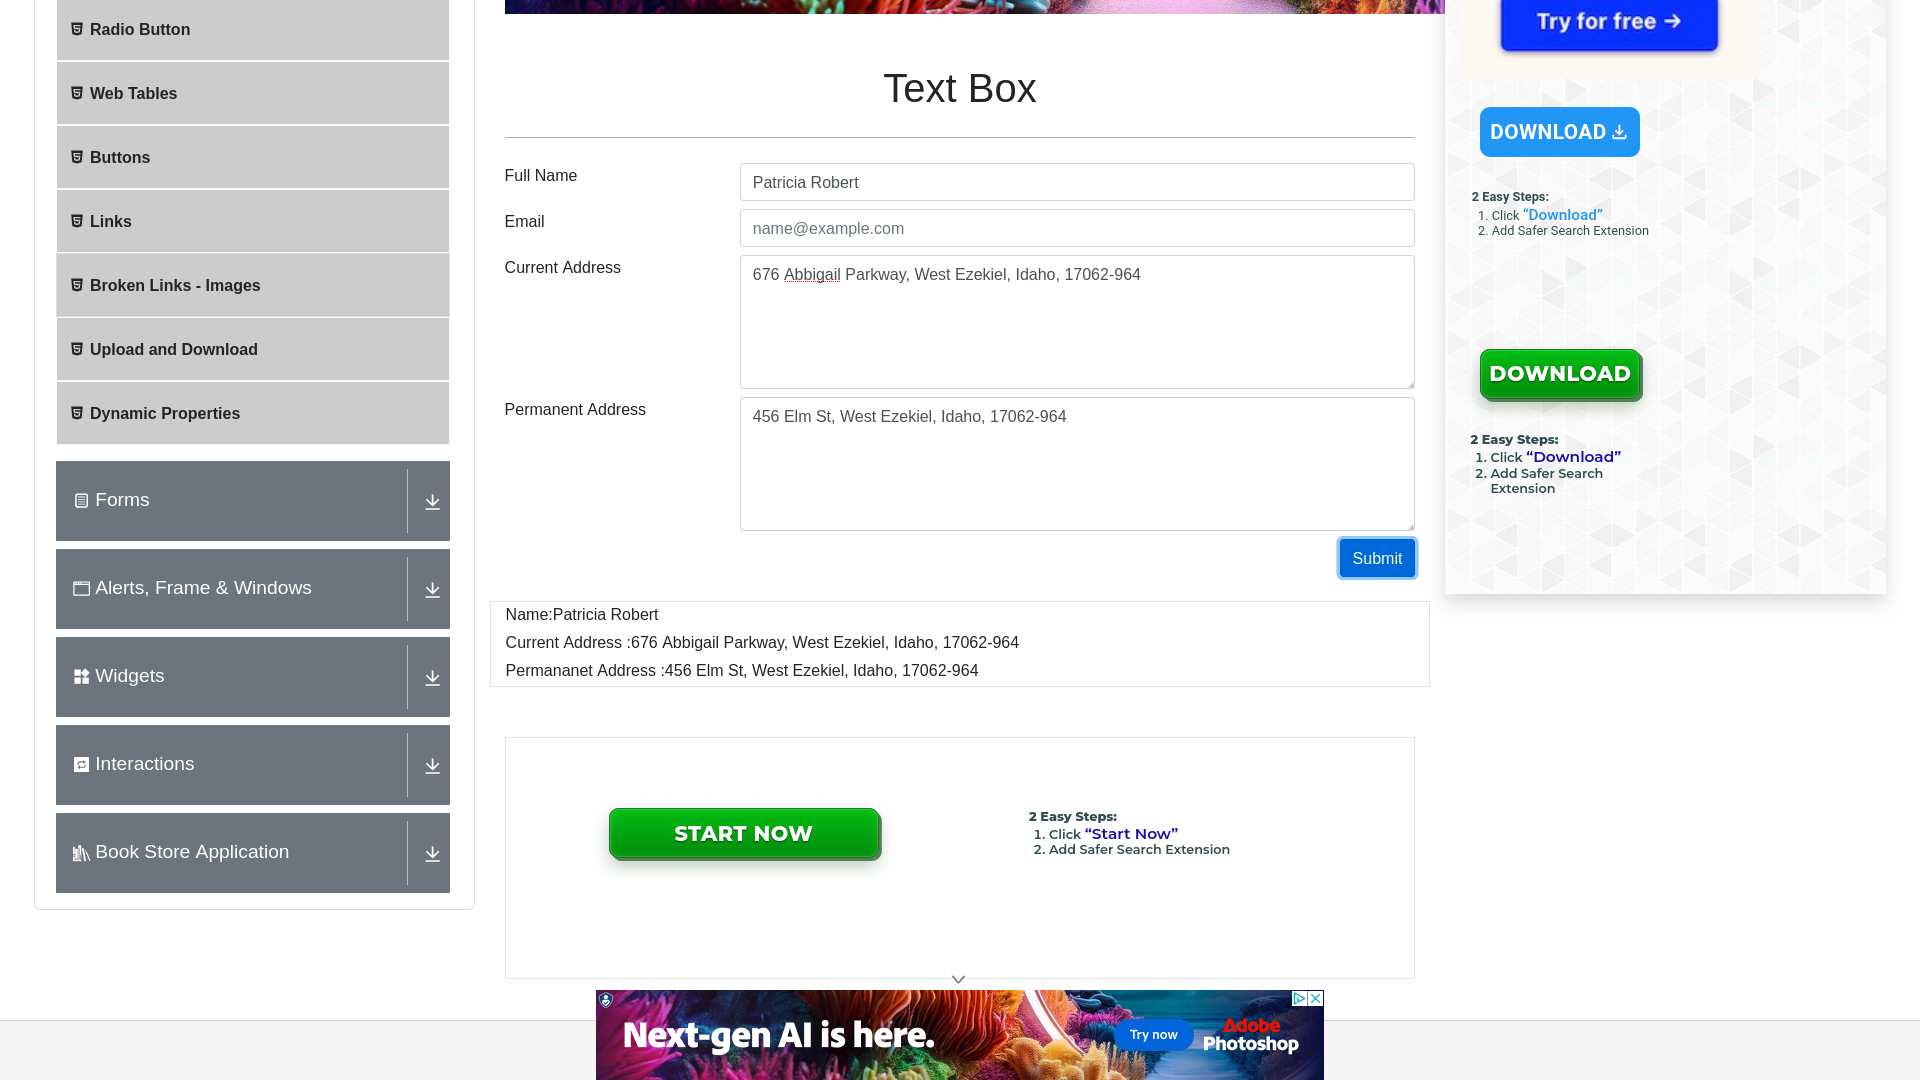 Radio Button
Web Tables
Buttons
Links
Broken Links - Images
Upload and Download
Dynamic Properties
Forms
Alerts, Frame & Windows
Widgets
Interactions
Book Store Application
Text Box
Full Name
Patricia Robert
Email
name@example.com
Current Address
676 Abbigail Parkway, West Ezekiel, Idaho, 17062-964
Permanent Address
456 Elm St, West Ezekiel, Idaho, 17062-964
Submit
Name:Patricia Robert
Current Address :676 Abbigail Parkway, West Ezekiel, Idaho, 17062-964
Permananet Address :456 Elm St, West Ezekiel, Idaho, 17062-964
START NOW
2 Easy Steps:
1. Click “Start Now”
2. Add Safer Search Extension
Next-gen AI is here.
Try now
Adobe
Photoshop
Try for free →
DOWNLOAD
2 Easy Steps:
1. Click “Download”
2. Add Safer Search Extension
DOWNLOAD
2 Easy Steps:
1. Click “Download”
2. Add Safer Search
Extension